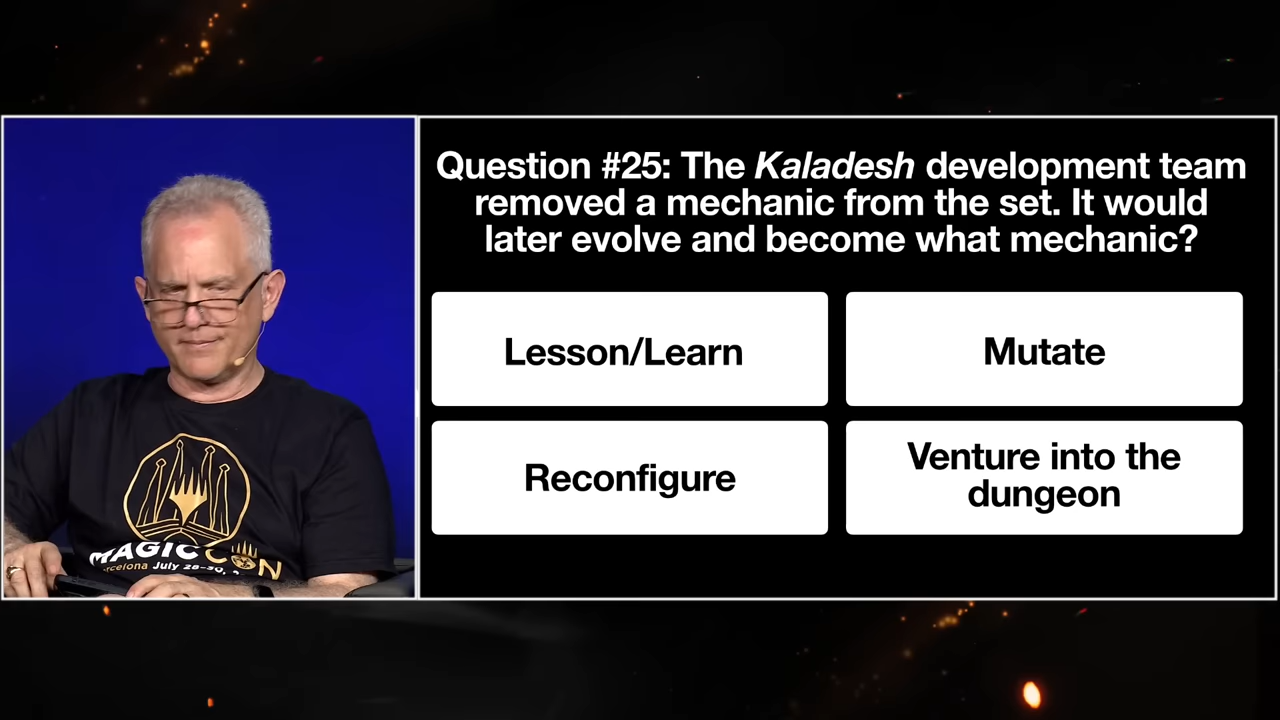 Question #25: The Kaladesh development team
removed a mechanic from the set. It would
later evolve and become what mechanic?
Lesson/Learn
Mutate
Reconfigure
Venture into the
dungeon
MAGIC CON
July 28-30,